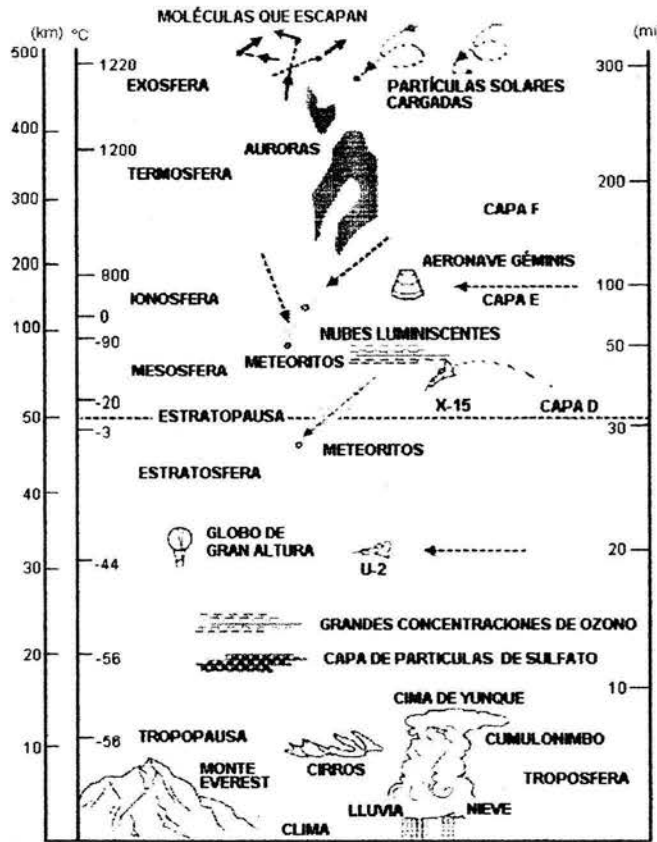 MOLÉCULAS QUE ESCAPAN
(km) °C (mi
500
1220
300
EXOSFERA
PARTÍCULAS SOLARES
CARGADAS
400
AURORAS
1200
TERMOSFERA
300
200
CAPA F
200
800
AERONAVE GÉMINIS
IONOSFERA
CAPA E
100
0
100
-90
NUBES LUMINISCENTES
50
METEORITOS
MESOSFERA
-20
X-15
CAPA D
50
ESTRATOPAUSA
-3
30
METEORITOS
ESTRATOSFERA
40
GLOBO DE
GRAN ALTURA
-44
30
U-2
20
GRANDES CONCENTRACIONES DE OZONO
20
-56
CAPA DE PARTICULAS DE SULFATO
10
CIMA DE YUNQUE
-56
TROPOPAUSA
CUMULONIMBO
10
MONTE
EVEREST
CIRROS
TROPOSFERA
LLUVIA
NIEVE
CLIMA